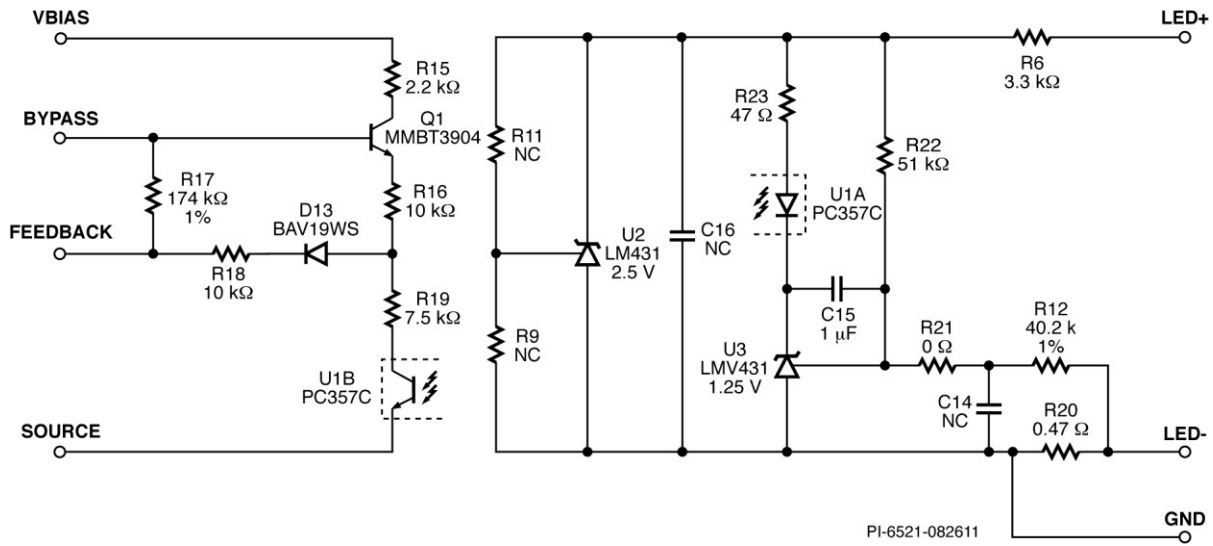 VBIAS
LED+
R15
2.2 kΩ
R6
3.3 kΩ
R23
47 Ω
BYPASS
Q1
MMBT3904
R11
NC
R22
51 kΩ
R17
174 kΩ
1%
R16
10 kΩ
U1A
PC357C
D13
BAV19WS
FEEDBACK
U2
LM431
2.5 V
C16
NC
R18
10 kΩ
R19
7.5 kΩ
C15
1 μF
R12
40.2 k
1%
R21
0 Ω
R9
NC
U3
LMV431
1.25 V
U1B
PC357C
C14
NC
R20
0.47 Ω
SOURCE
LED-
GND
PI-6521-082611